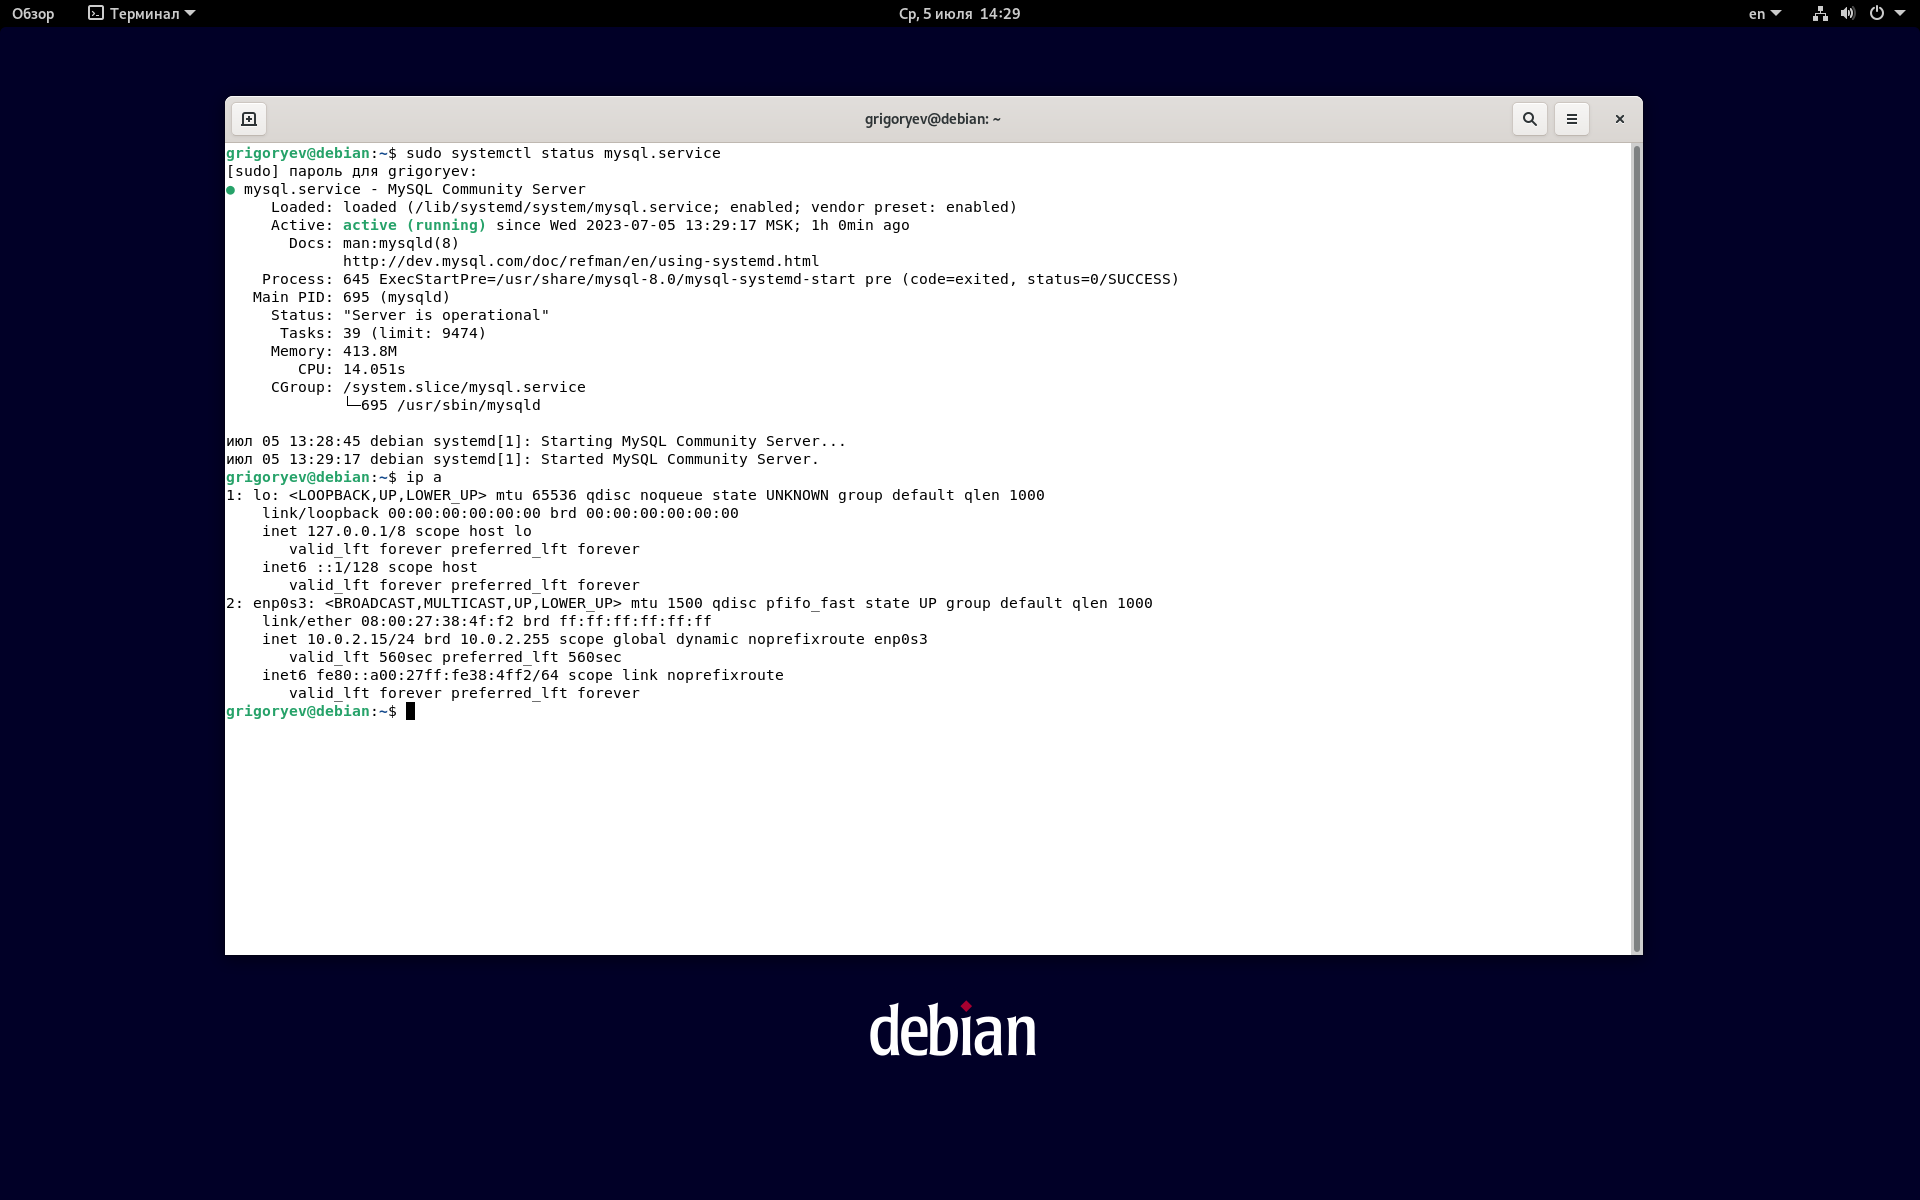 Обзор Терминал Ср, 5 июля 14:29 en
grigoryev@debian: ~
grigoryev@debian:~$ sudo systemctl status mysql.service
[sudo] пароль для grigoryev:
● mysql.service - MySQL Community Server
     Loaded: loaded (/lib/systemd/system/mysql.service; enabled; vendor preset: enabled)
     Active: active (running) since Wed 2023-07-05 13:29:17 MSK; 1h 0min ago
       Docs: man:mysqld(8)
             http://dev.mysql.com/doc/refman/en/using-systemd.html
    Process: 645 ExecStartPre=/usr/share/mysql-8.0/mysql-systemd-start pre (code=exited, status=0/SUCCESS)
   Main PID: 695 (mysqld)
     Status: "Server is operational"
      Tasks: 39 (limit: 9474)
     Memory: 413.8M
        CPU: 14.051s
     CGroup: /system.slice/mysql.service
             └─695 /usr/sbin/mysqld
июл 05 13:28:45 debian systemd[1]: Starting MySQL Community Server...
июл 05 13:29:17 debian systemd[1]: Started MySQL Community Server.
grigoryev@debian:~$ ip a
1: lo: <LOOPBACK,UP,LOWER_UP> mtu 65536 qdisc noqueue state UNKNOWN group default qlen 1000
    link/loopback 00:00:00:00:00:00 brd 00:00:00:00:00:00
    inet 127.0.0.1/8 scope host lo
       valid_lft forever preferred_lft forever
    inet6 ::1/128 scope host
       valid_lft forever preferred_lft forever
2: enp0s3: <BROADCAST,MULTICAST,UP,LOWER_UP> mtu 1500 qdisc pfifo_fast state UP group default qlen 1000
    link/ether 08:00:27:38:4f:f2 brd ff:ff:ff:ff:ff:ff
    inet 10.0.2.15/24 brd 10.0.2.255 scope global dynamic noprefixroute enp0s3
       valid_lft 560sec preferred_lft 560sec
    inet6 fe80::a00:27ff:fe38:4ff2/64 scope link noprefixroute
       valid_lft forever preferred_lft forever
grigoryev@debian:~$
debian